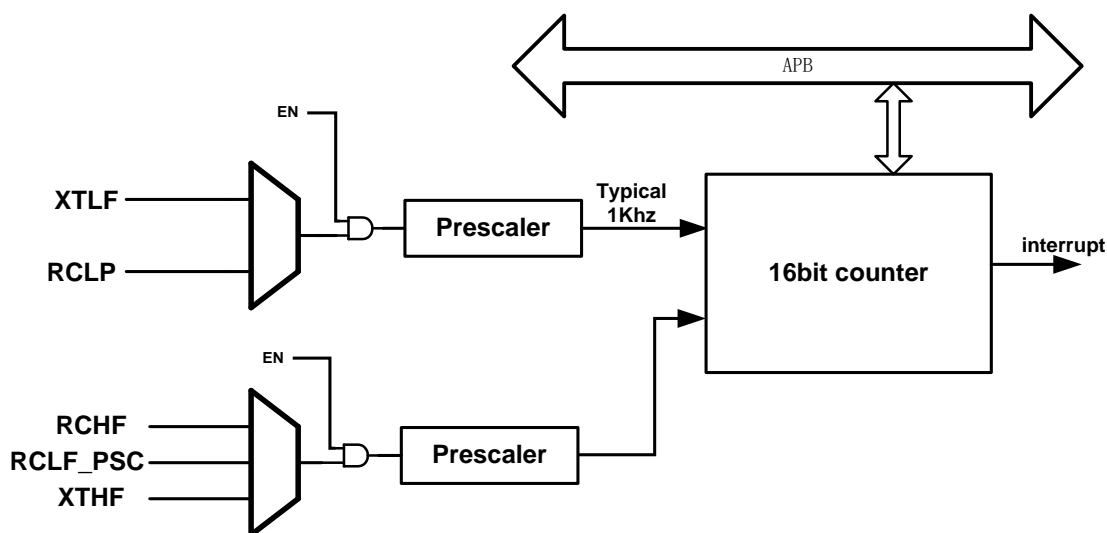 APB
EN
XTLF
RCLP
Prescaler
Typical
1Khz
16bit counter
interrupt
EN
RCHF
RCLF_PSC
XTHF
Prescaler